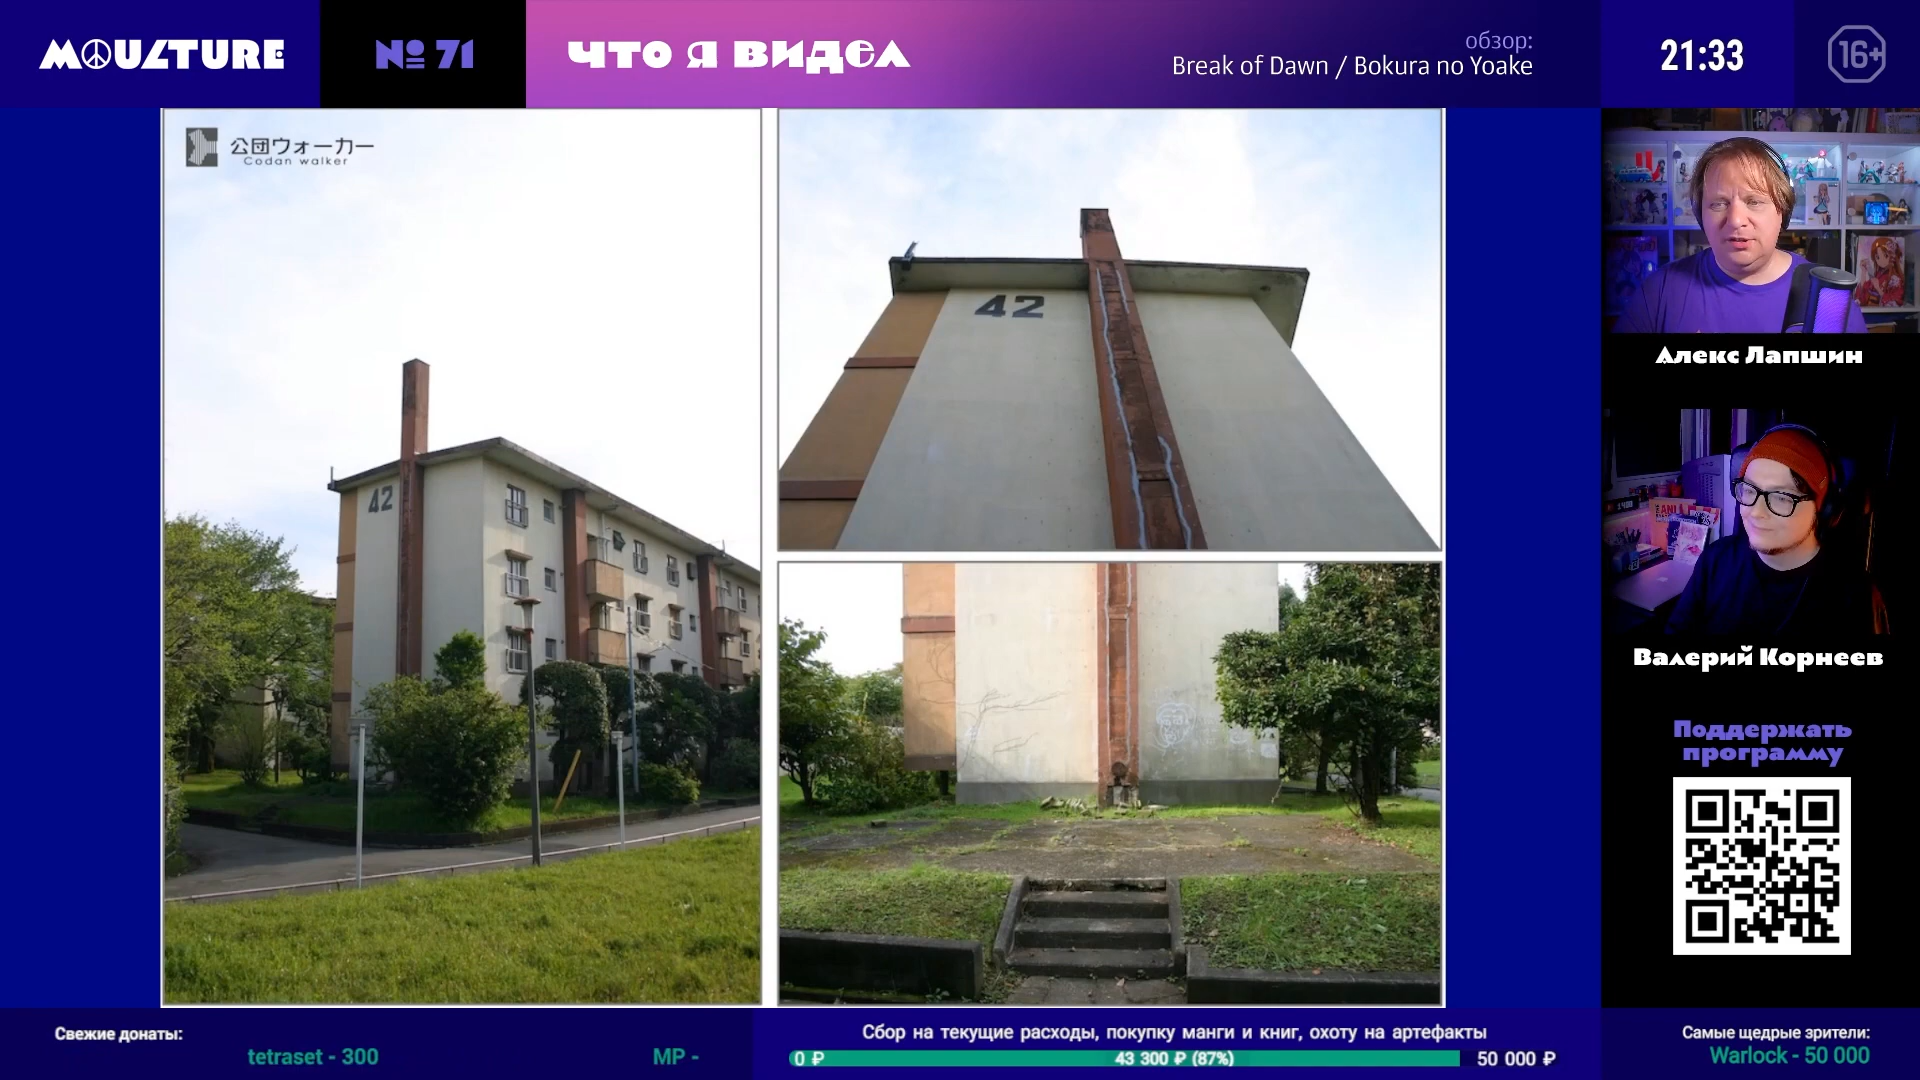 MOULTURE
№ 71
ЧТО Я ВИДЕЛ
обзор:
Break of Dawn / Bokura no Yoake
21:33
16+
公団ウォーカー
Codan walker
42
42
Алекс Лапшин
Валерий Корнеев
Поддержать
программу
Свежие донаты:
tetraset - 300
MP -
Сбор на текущие расходы, покупку манги и книг, охоту на артефакты
0 ₽
43 300 ₽ (87%)
50 000 ₽
Самые щедрые зрители:
Warlock - 50 000